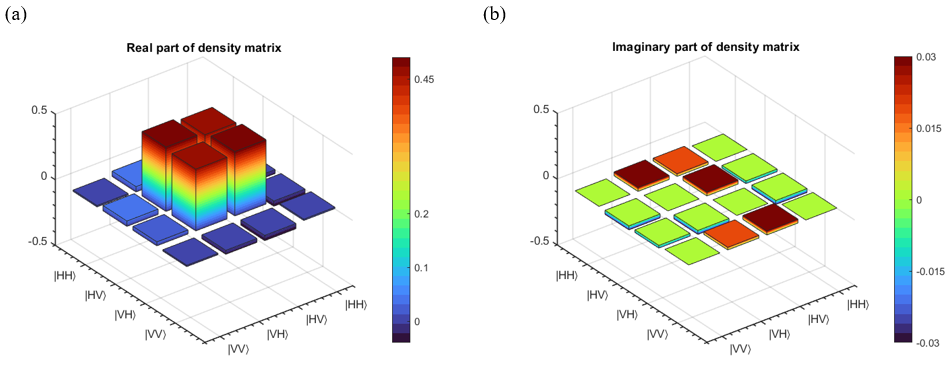 (a)
Real part of density matrix
0.5
0
-0.5
|HH⟩
|HV⟩
|VH⟩
|VV⟩
|VV⟩
|VH⟩
|HV⟩
|HH⟩
0.45
0.2
0.1
0
(b)
Imaginary part of density matrix
0.5
0
-0.5
|HH⟩
|HV⟩
|VH⟩
|VV⟩
|VV⟩
|VH⟩
|HV⟩
|HH⟩
0.03
0.015
0
-0.015
-0.03